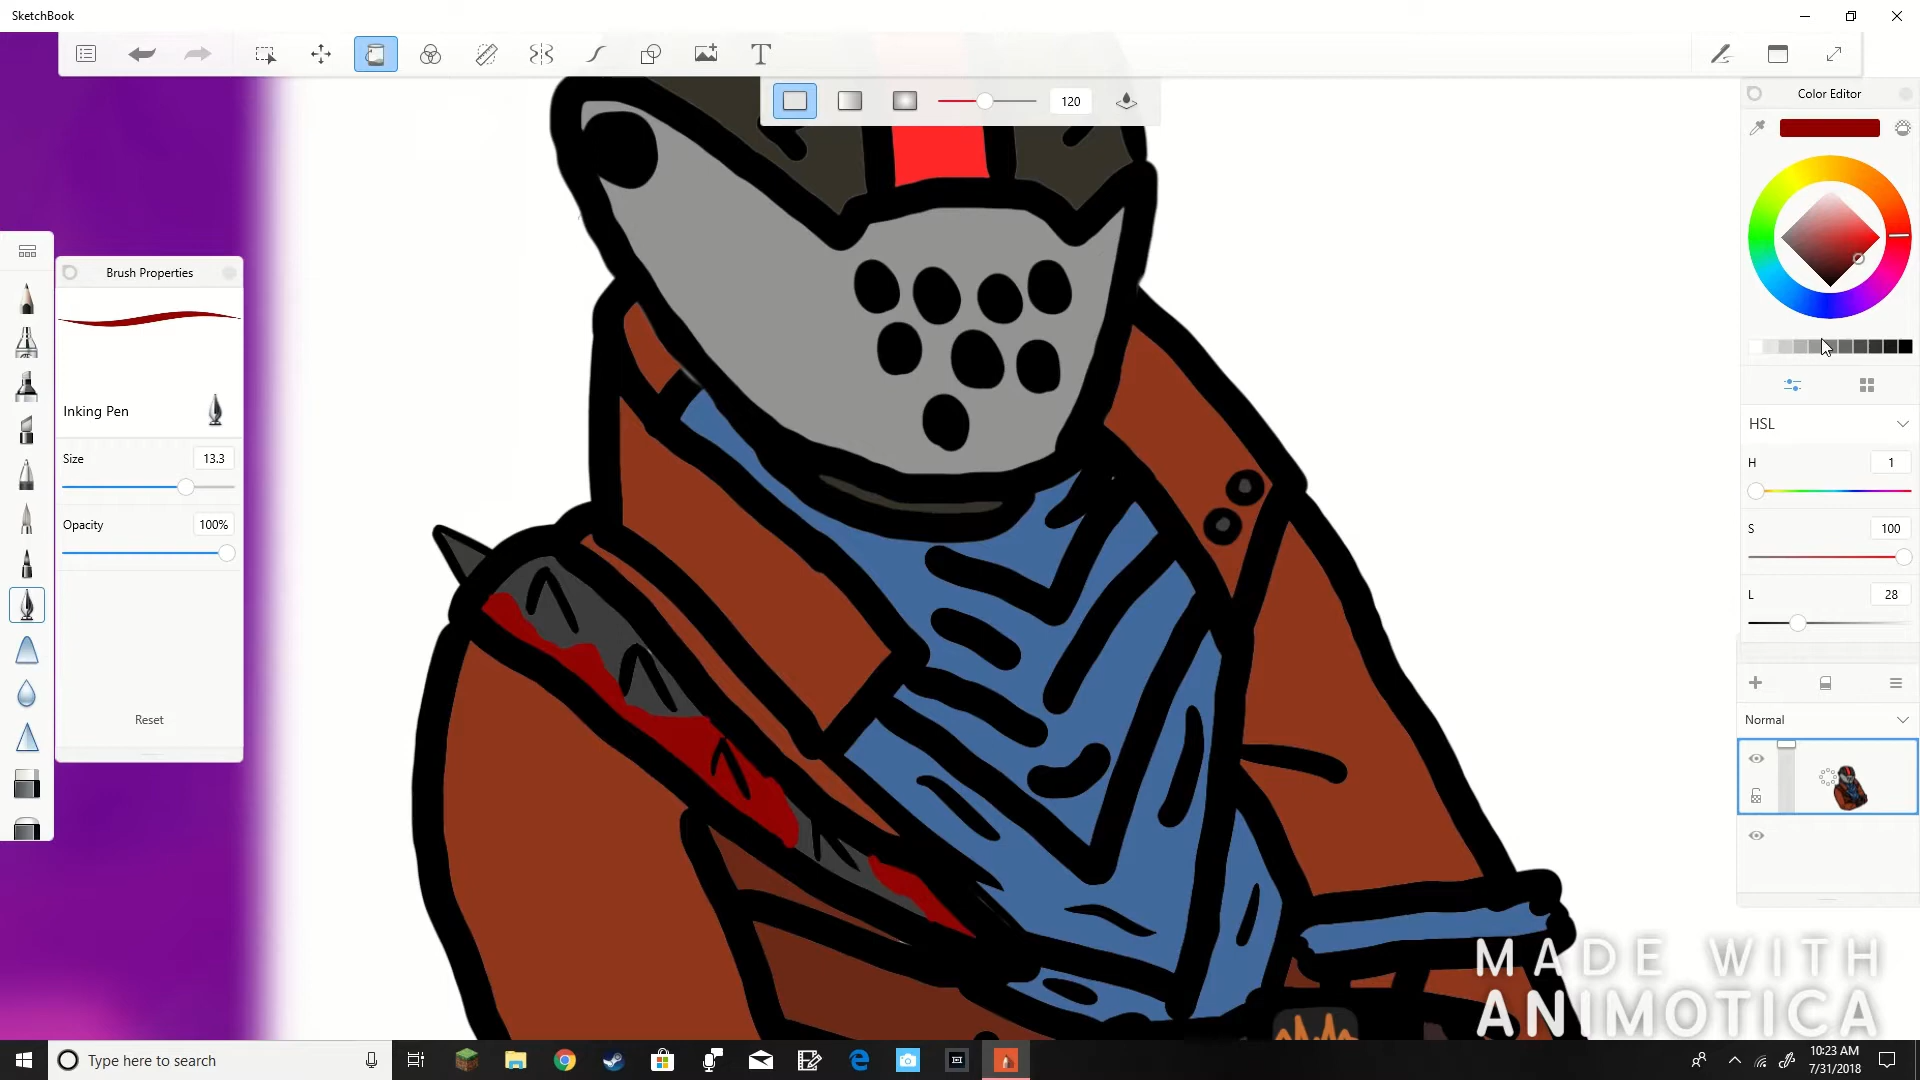 SketchBook
120
Color Editor
Brush Properties
Inking Pen
Size
13.3
Opacity
100%
Reset
HSL
H
1
S
100
L
28
Normal
MADE WITH
ANIMOTICA
Type here to search
10:23 AM
7/31/2018